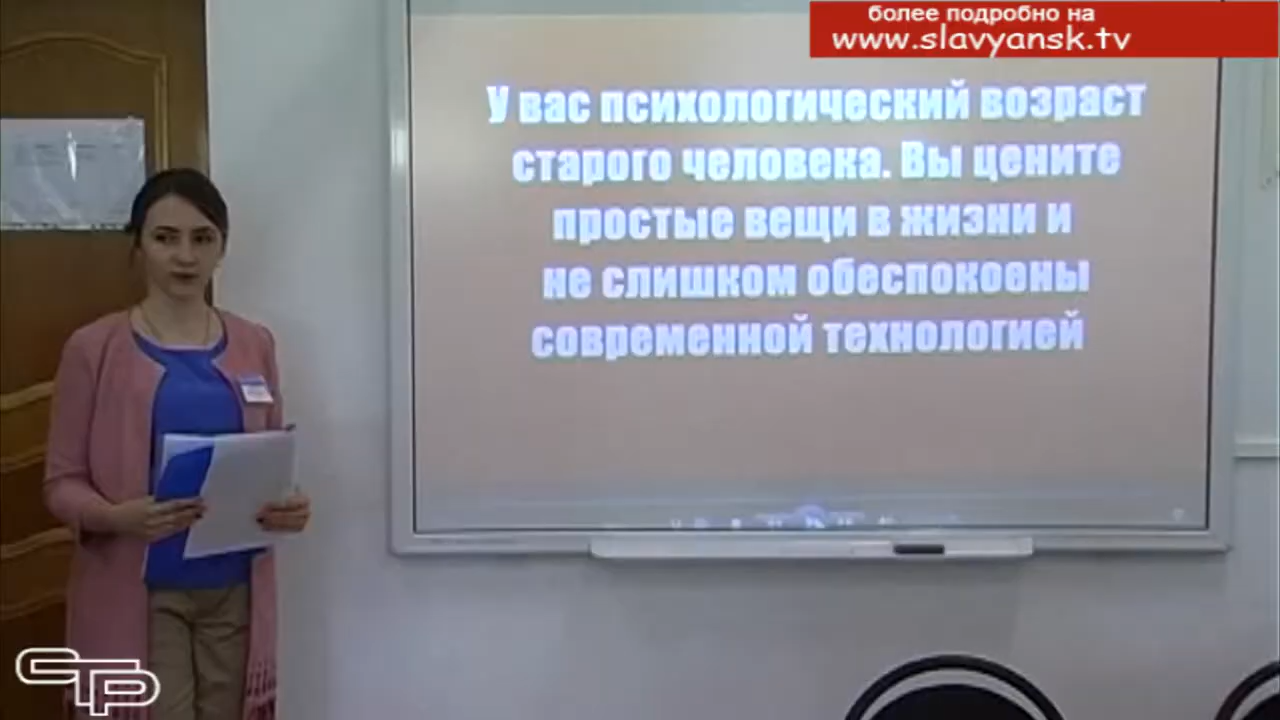 более подробно на
www.slavyansk.tv
У вас психологический возраст
старого человека. Вы цените
простые вещи в жизни и
не слишком обеспокоены
современной технологией
СТР